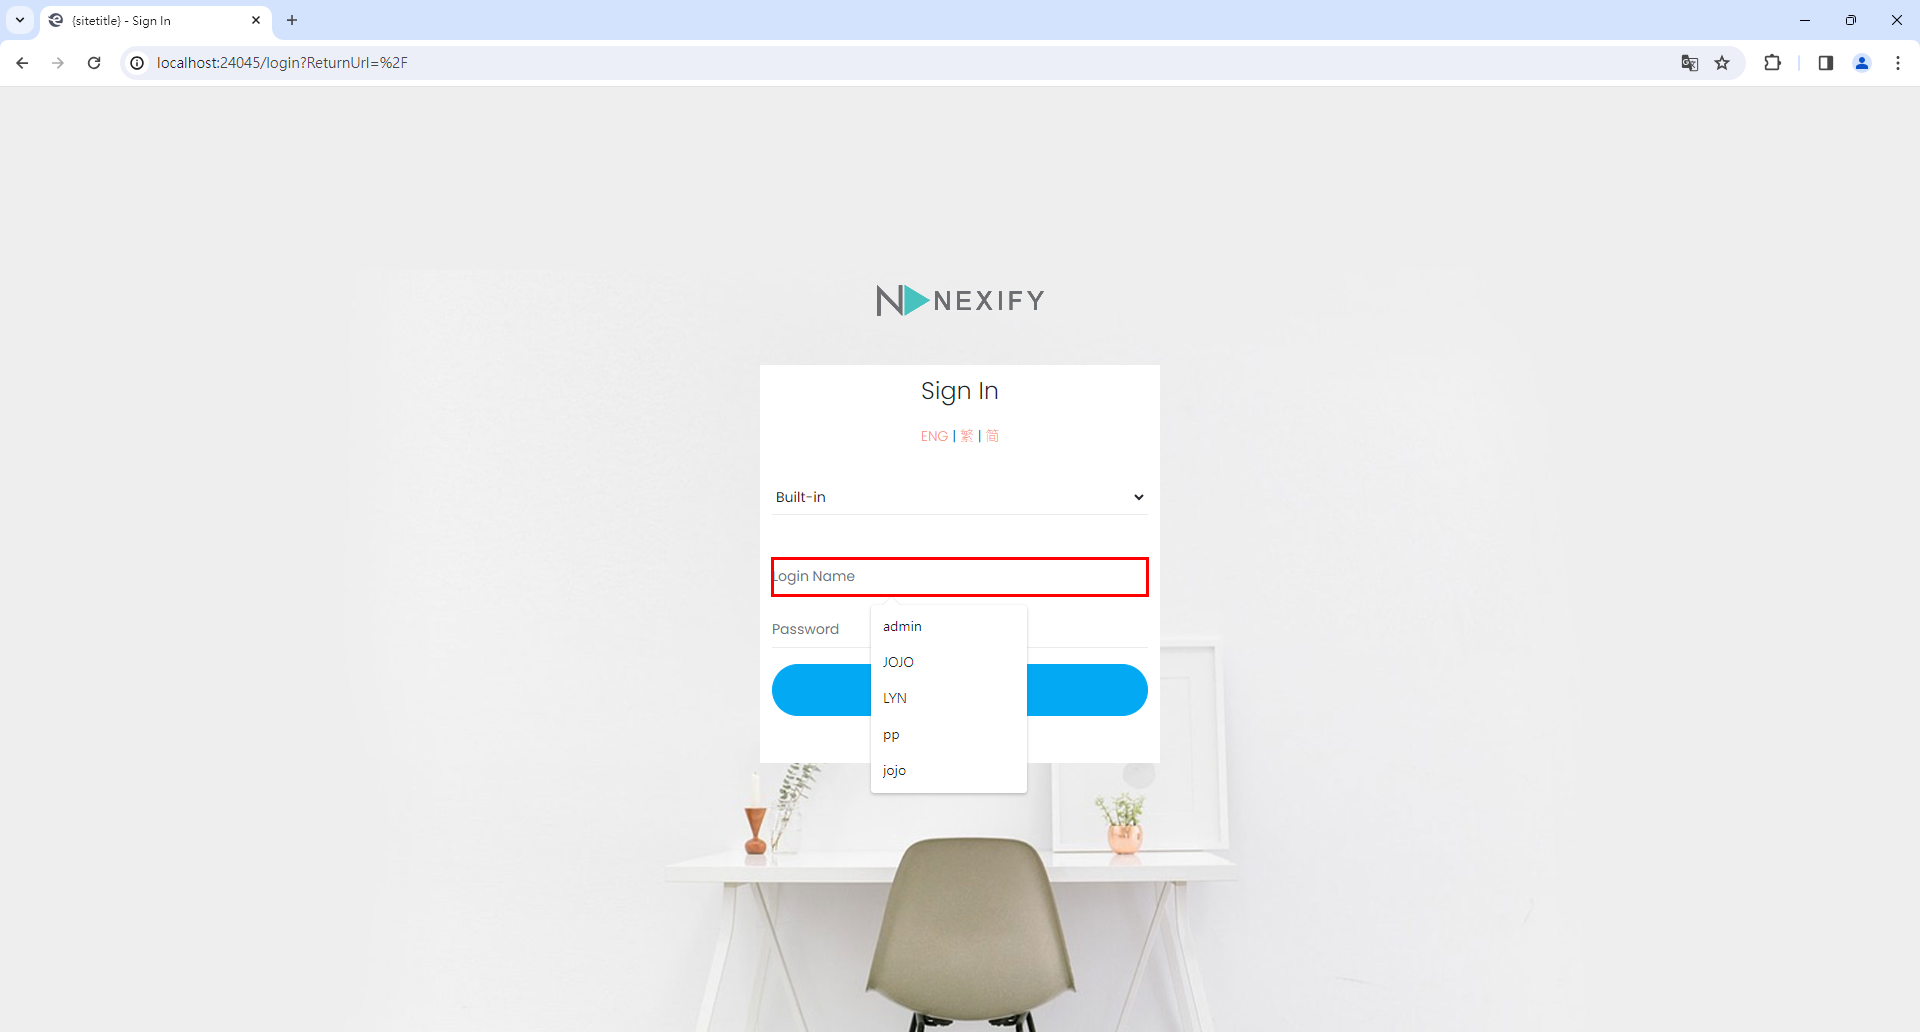 {sitetitle} - Sign In
localhost:24045/login?ReturnUrl=%2F
NEXIFY
Sign In
ENG | 繁 | 简
Built-in
Login Name
Password
admin
JOJO
LYN
pp
jojo